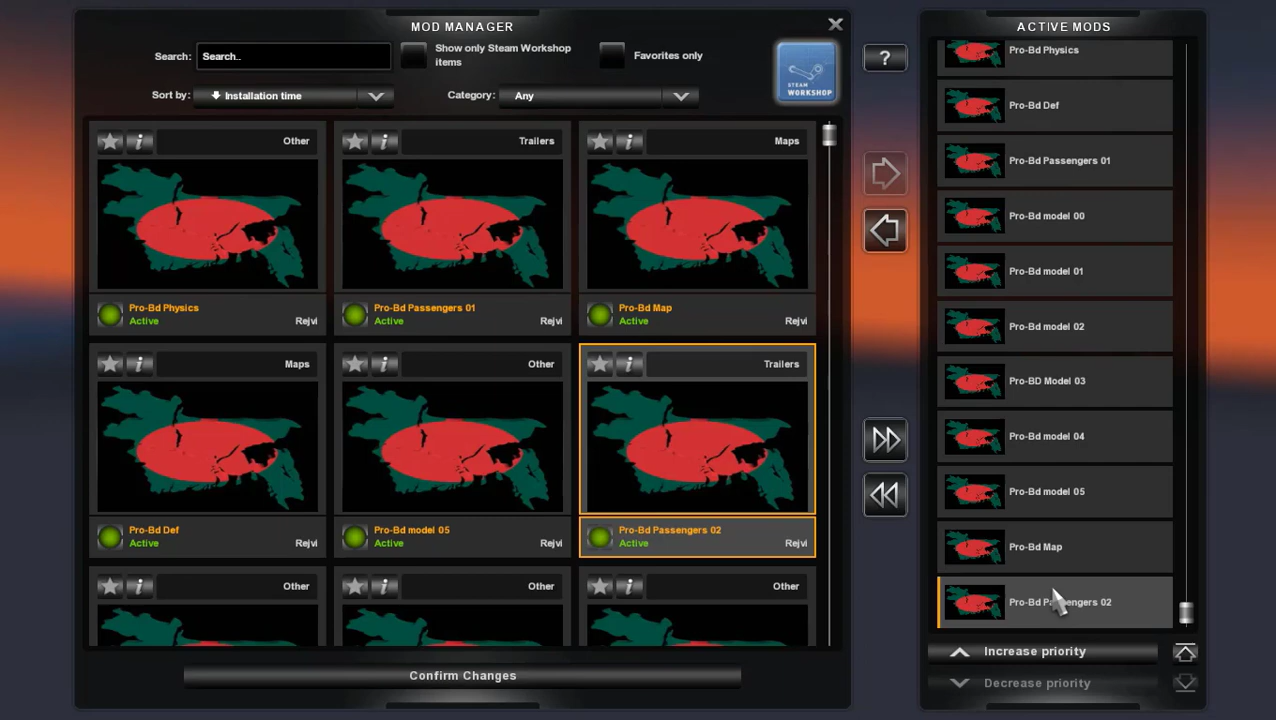 MOD MANAGER
Search:
Search..
Show only Steam Workshop
items
Favorites only
STEAM
WORKSHOP
Sort by:
Installation time
Category:
Any
Other
Trailers
Maps
Pro-Bd Physics
Active
Rejvi
Pro-Bd Passengers 01
Active
Rejvi
Pro-Bd Map
Active
Rejvi
Maps
Other
Trailers
Pro-Bd Def
Active
Rejvi
Pro-Bd model 05
Active
Rejvi
Pro-Bd Passengers 02
Active
Rejvi
Other
Other
Other
Confirm Changes
?
ACTIVE MODS
Pro-Bd Physics
Pro-Bd Def
Pro-Bd Passengers 01
Pro-Bd model 00
Pro-Bd model 01
Pro-Bd model 02
Pro-BD Model 03
Pro-Bd model 04
Pro-Bd model 05
Pro-Bd Map
Pro-Bd Passengers 02
Increase priority
Decrease priority